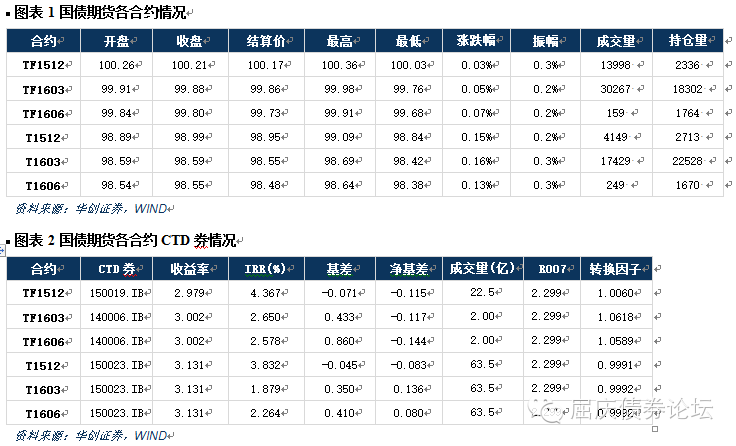 图表 1 国债期货各合约情况
合约 开盘 收盘 结算价 最高 最低 涨跌幅 振幅 成交量 持仓量
TF1512 100.26 100.21 100.17 100.36 100.03 0.03% 0.3% 13998 2336
TF1603 99.91 99.88 99.86 99.98 99.76 0.05% 0.2% 30267 18302
TF1606 99.84 99.80 99.73 99.91 99.68 0.07% 0.2% 159 1764
T1512 98.89 98.99 98.95 99.09 98.84 0.15% 0.2% 4149 2713
T1603 98.59 98.59 98.55 98.69 98.42 0.16% 0.3% 17429 22528
T1606 98.54 98.55 98.48 98.64 98.38 0.13% 0.3% 249 1670
资料来源：华创证券，WIND
图表 2 国债期货各合约 CTD 券情况
合约 CTD 券 收益率 IRR(%) 基差 净基差 成交量(亿) R007 转换因子
TF1512 150019.IB 2.979 4.367 -0.071 -0.115 22.5 2.299 1.0060
TF1603 140006.IB 3.002 2.650 0.433 -0.117 2.00 2.299 1.0618
TF1606 140006.IB 3.002 2.578 0.860 -0.144 2.00 2.299 1.0589
T1512 150023.IB 3.131 3.832 -0.045 -0.083 63.5 2.299 0.9991
T1603 150023.IB 3.131 1.879 0.350 0.136 63.5 2.299 0.9992
T1606 150023.IB 3.131 2.264 0.410 0.080 63.5 0.9992
屈庆债券论坛
资料来源：华创证券，WIND